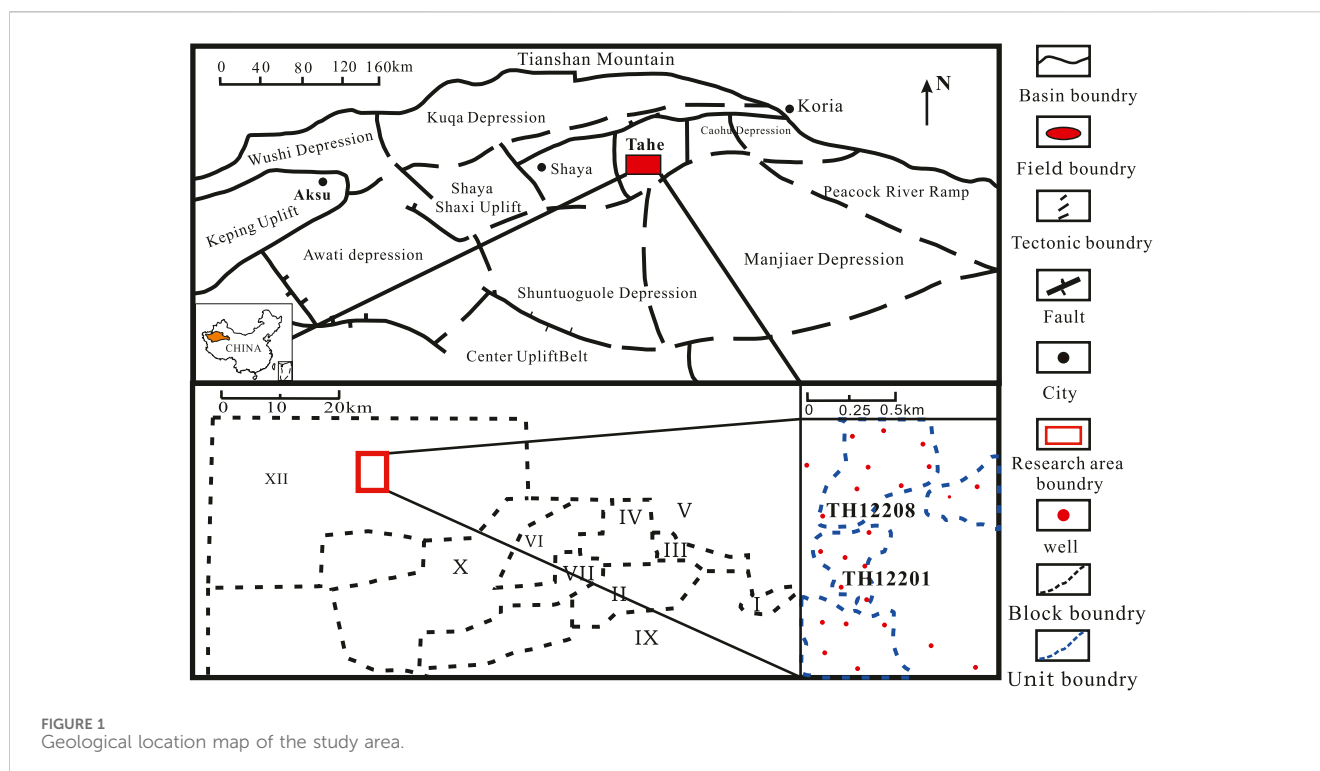 Tianshan Mountain
0 40 80 120 160km
N
Koria
Kuqa Depression
Caohu Depression
Wushi Depression
Tahe
Shaya
Aksu
Shaya
Shaxi Uplift
Peacock River Ramp
Keping Uplift
Awati depression
Manjiaer Depression
Shuntuoguole Depression
CHINA
Center UpliftBelt
0 10 20km
0 0.25 0.5km
XII
IV
V
TH12208
VI
III
X
VII
TH12201
II
I
IX
Basin boundry
Field boundry
Tectonic boundry
Fault
City
Research area
boundry
well
Block boundry
Unit boundry
FIGURE 1
Geological location map of the study area.